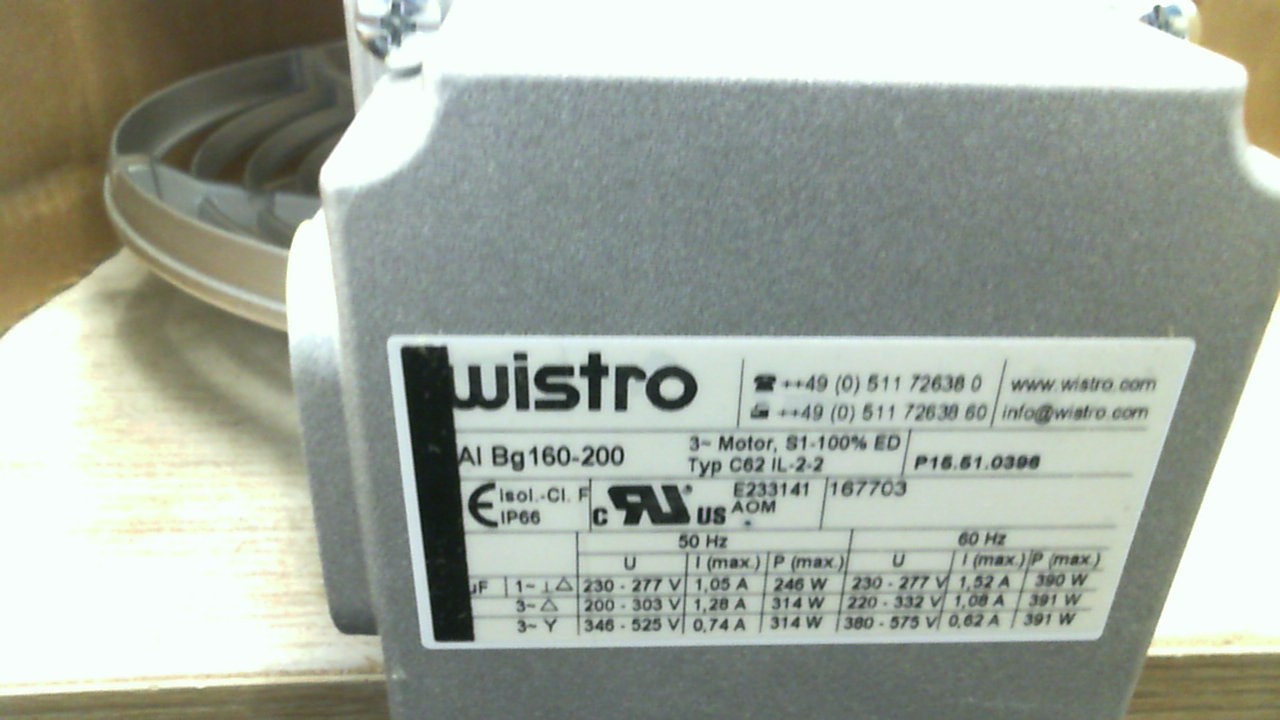 wistro
++49 (0) 511 72638 0
www.wistro.com
++49 (0) 511 72638 60
info@wistro.com
AI Bg160-200
3~ Motor, S1-100% ED
Typ C62 IL-2-2
P15.51.0396
CE Isol.-Cl. F
IP66
c RU US
E233141
AOM
167703
50 Hz 60 Hz
U I (max.) P (max.) U I (max.) P (max.)
µF 1~ ⊥ △ 230 - 277 V 1,05 A 246 W 230 - 277 V 1,52 A 390 W
3~ △ 200 - 303 V 1,28 A 314 W 220 - 332 V 1,08 A 391 W
3~ Y 346 - 525 V 0,74 A 314 W 380 - 575 V 0,62 A 391 W